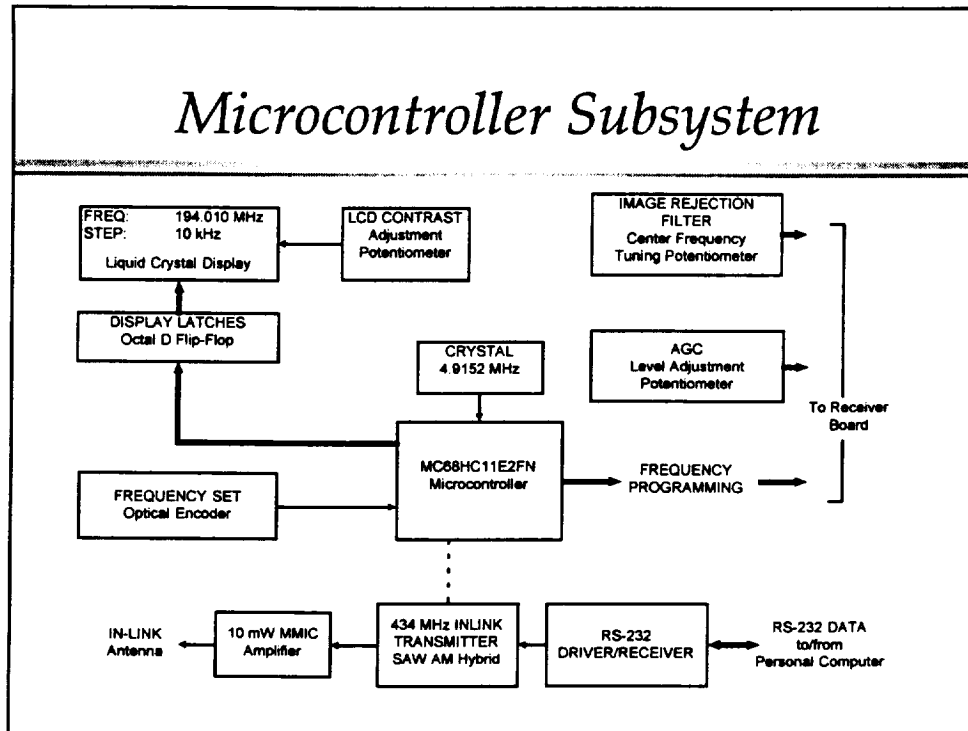 Microcontroller Subsystem
FREQ: 194.010 MHz
STEP: 10 kHz
Liquid Crystal Display
LCD CONTRAST
Adjustment
Potentiometer
IMAGE REJECTION
FILTER
Center Frequency
Tuning Potentiometer
DISPLAY LATCHES
Octal D Flip-Flop
CRYSTAL
4.9152 MHz
AGC
Level Adjustment
Potentiometer
To Receiver
Board
MC68HC11E2FN
Microcontroller
FREQUENCY
PROGRAMMING
FREQUENCY SET
Optical Encoder
IN-LINK
Antenna
10 mW MMIC
Amplifier
434 MHz INLINK
TRANSMITTER
SAW AM Hybrid
RS-232
DRIVER/RECEIVER
RS-232 DATA
to/from
Personal Computer